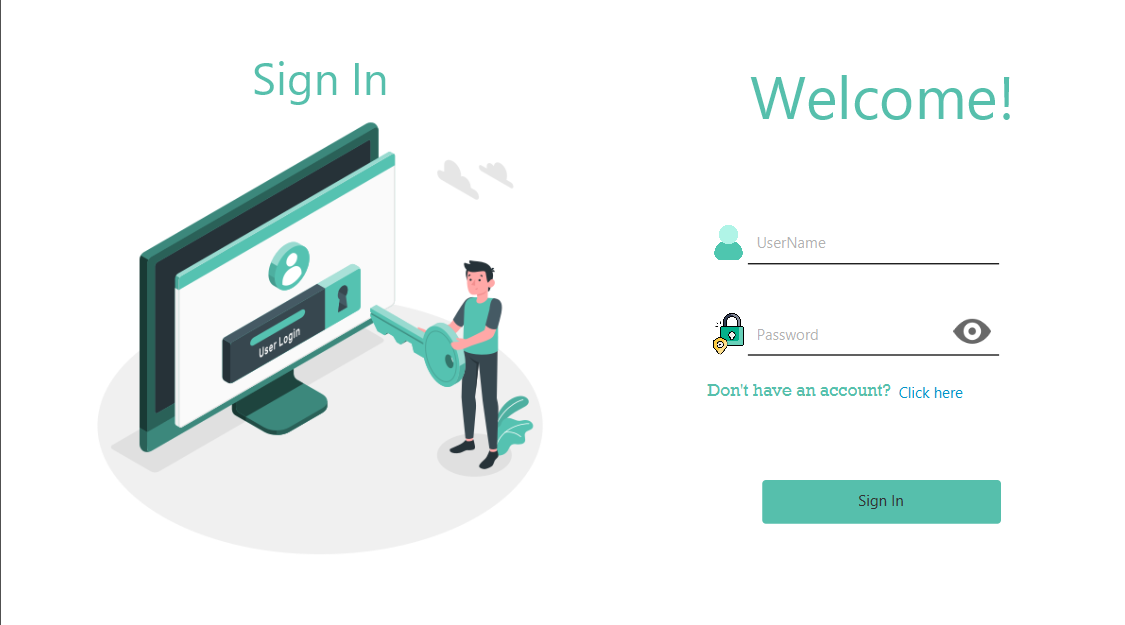 Sign In
User Login
Welcome!
UserName
Password
Don't have an account? Click here
Sign In